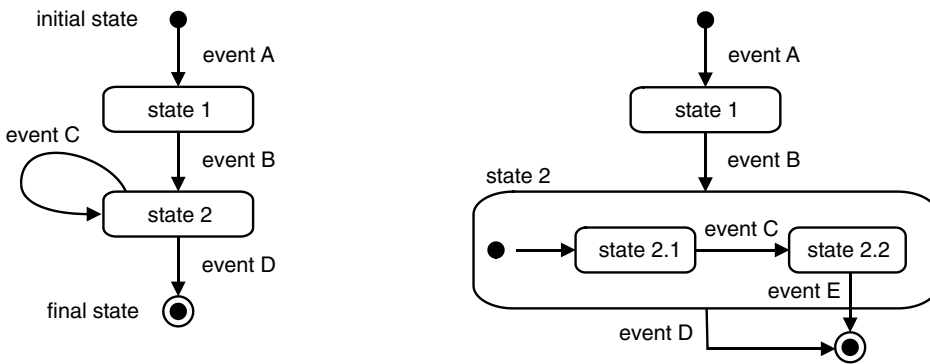 initial state
event A
state 1
event C
event B
state 2
event D
final state
event A
state 1
event B
state 2
event C
state 2.1
state 2.2
event E
event D